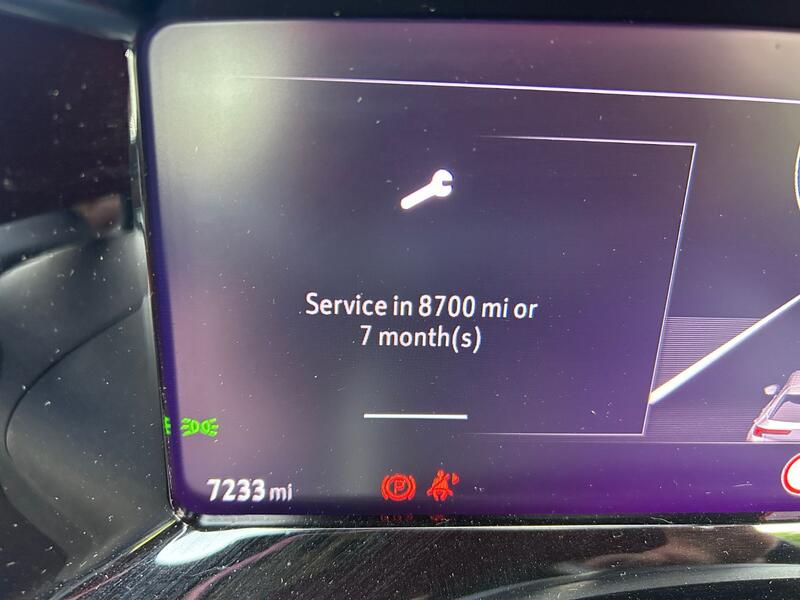 Service in 8700 mi or
7 month(s)
7233 mi
P